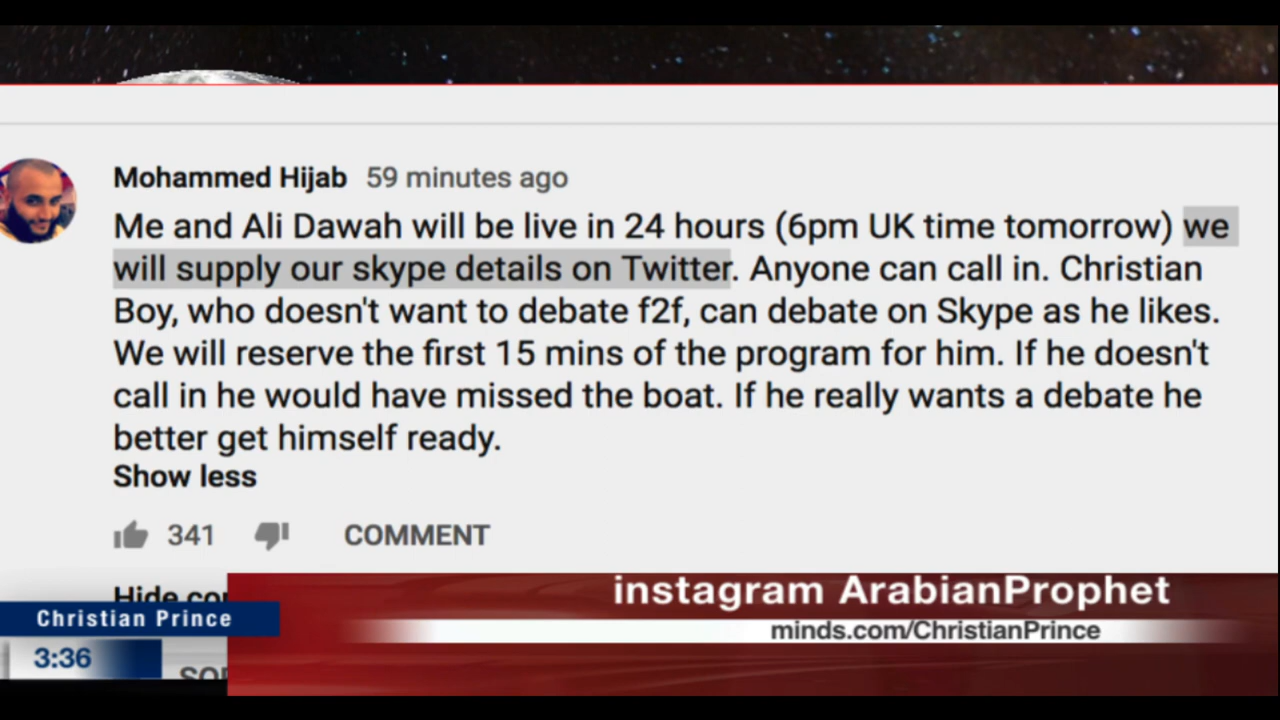 Mohammed Hijab 59 minutes ago
Me and Ali Dawah will be live in 24 hours (6pm UK time tomorrow) we
will supply our skype details on Twitter. Anyone can call in. Christian
Boy, who doesn't want to debate f2f, can debate on Skype as he likes.
We will reserve the first 15 mins of the program for him. If he doesn't
call in he would have missed the boat. If he really wants a debate he
better get himself ready.
Show less
341 COMMENT
Hide
instagram ArabianProphet
Christian Prince
minds.com/ChristianPrince
3:36